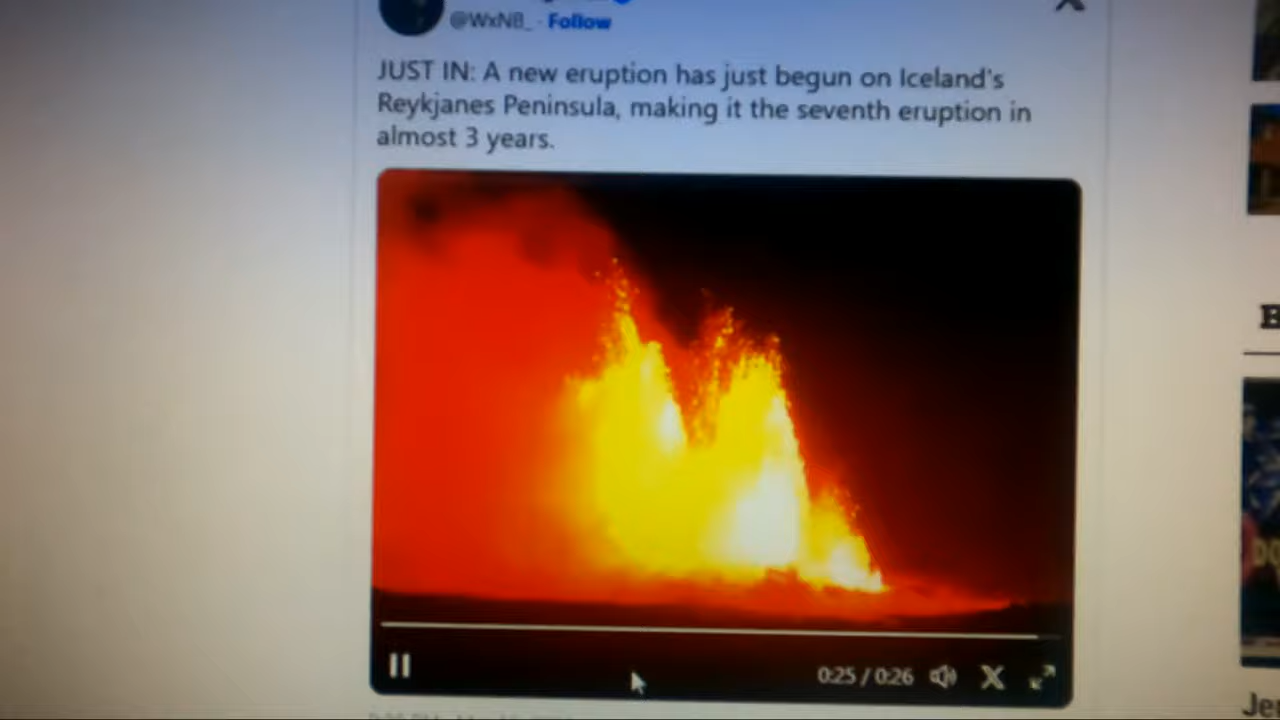 @WxNB_ · Follow
JUST IN: A new eruption has just begun on Iceland's
Reykjanes Peninsula, making it the seventh eruption in
almost 3 years.
0:25 / 0:26